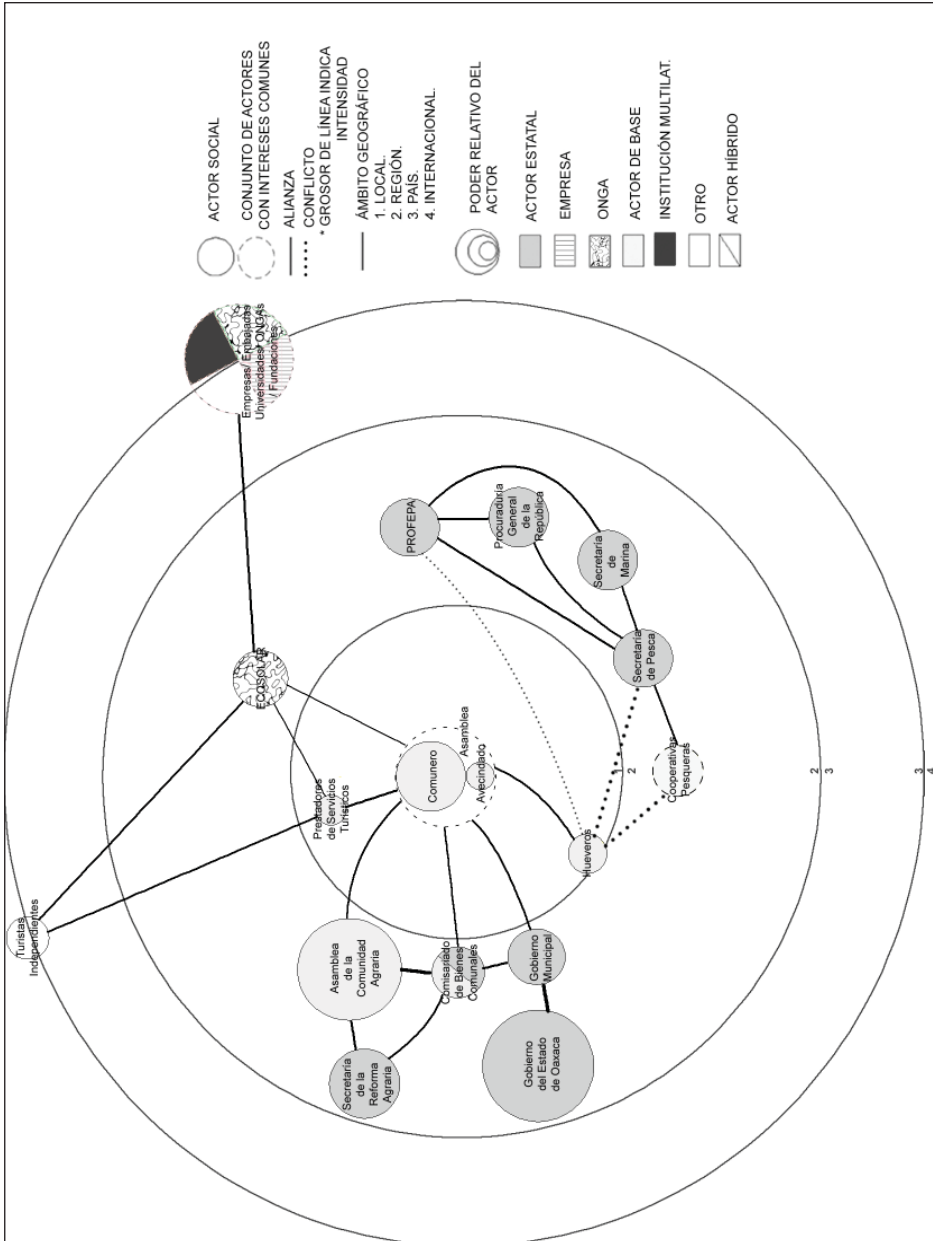 ACTOR SOCIAL
CONJUNTO DE ACTORES
CON INTERESES COMUNES
ALIANZA
CONFLICTO
* GROSOR DE LÍNEA INDICA
INTENSIDAD
ÁMBITO GEOGRÁFICO
1. LOCAL.
2. REGIÓN.
3. PAÍS.
4. INTERNACIONAL.
PODER RELATIVO DEL
ACTOR
ACTOR ESTATAL
EMPRESA
ONGA
ACTOR DE BASE
INSTITUCIÓN MULTILAT.
OTRO
ACTOR HÍBRIDO
Empresas/ Embajadas
Universidades/ ONGAs
/ Fundaciones
ECOSOLAR
Turistas
Independientes
Prestadores
de Servicios
Turísticos
PROFEPA
Procuraduría
General
de la
República
Secretaría
de
Marina
Secretaría
de Pesca
Cooperativas
Pesqueras
Hueveros
Comunero
Asamblea
Avecindado
Asamblea
de la
Comunidad
Agraria
Comisariado
de Bienes
Comunales
Gobierno
Municipal
Secretaría
de la
Reforma
Agraria
Gobierno
del Estado
de Oaxaca
1
2
2
3
3
4